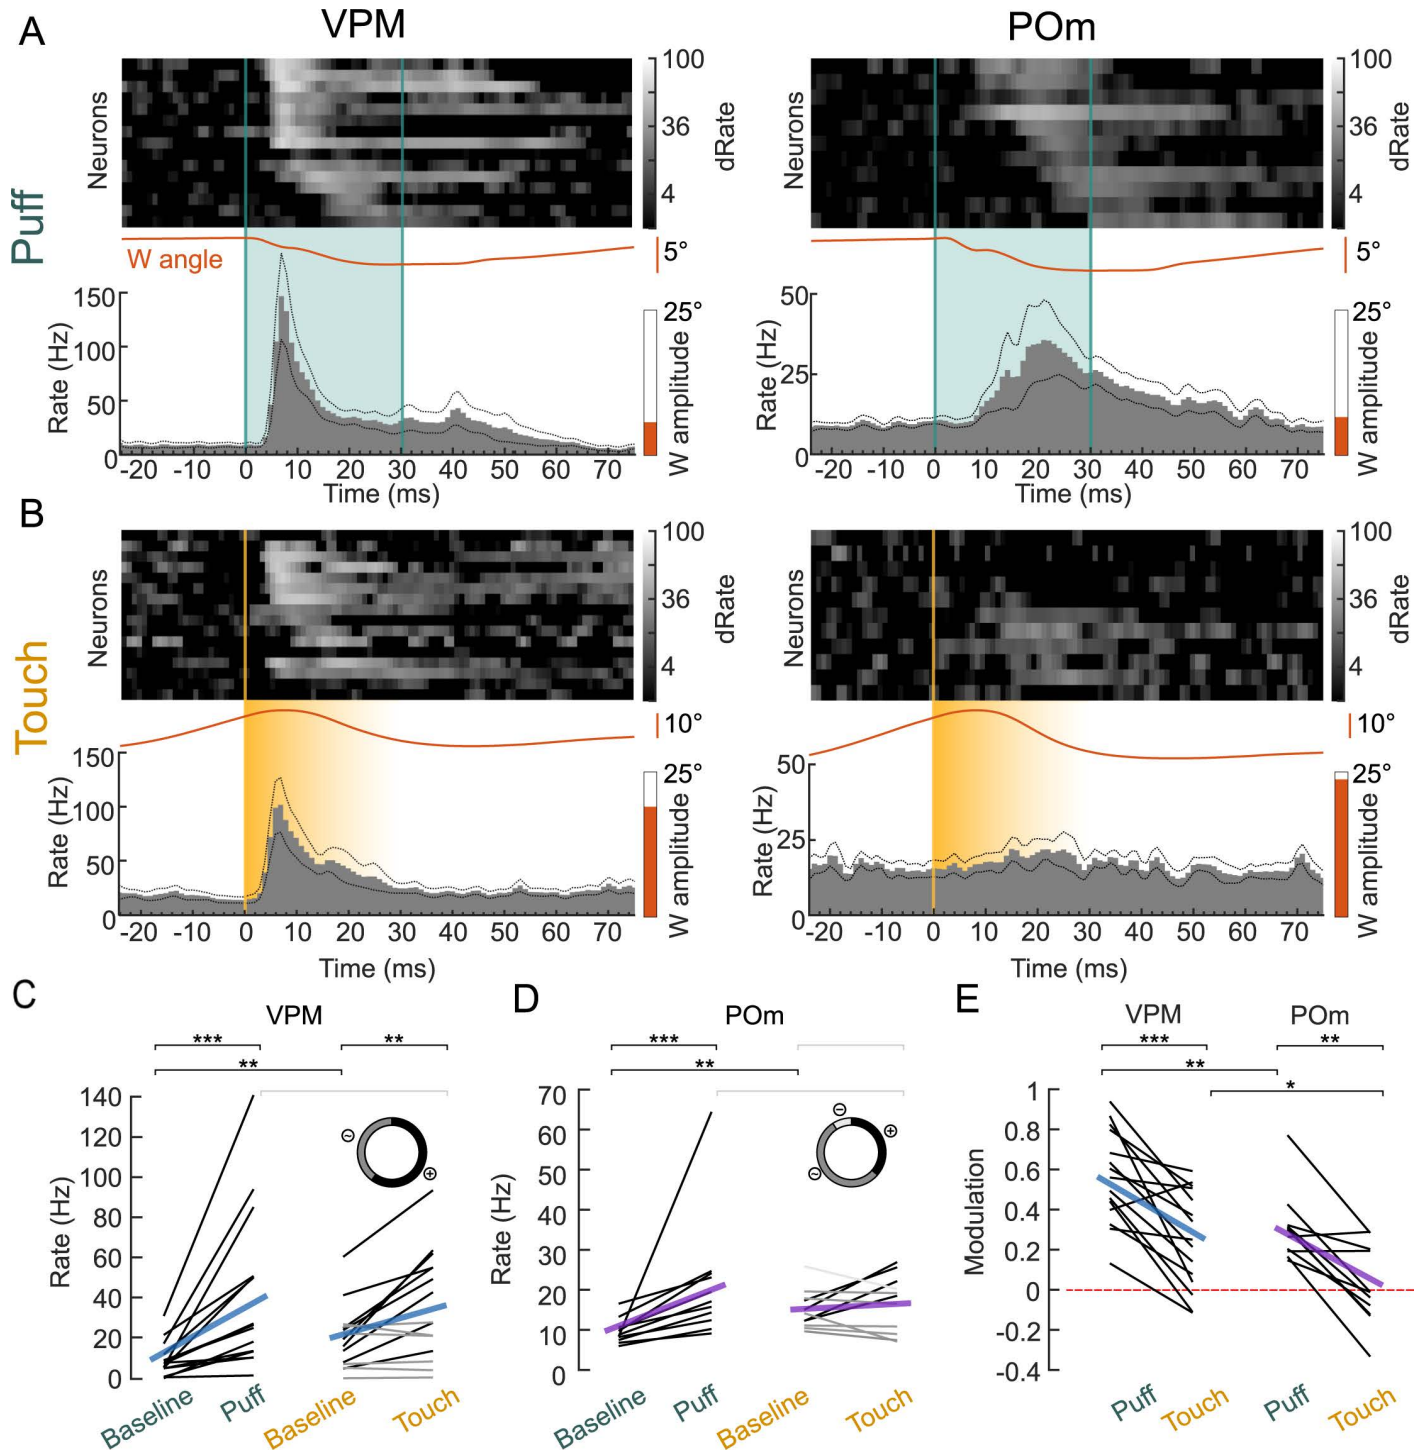 A
VPM
POm
Puff
Neurons
100
36
4
dRate
Neurons
100
36
4
dRate
W angle
5°
5°
150
100
50
0
Rate (Hz)
-20 -10 0 10 20 30 40 50 60 70
Time (ms)
25°
W amplitude
50
25
0
Rate (Hz)
-20 -10 0 10 20 30 40 50 60 70
Time (ms)
25°
W amplitude
B
Touch
Neurons
100
36
4
dRate
Neurons
100
36
4
dRate
10°
10°
150
100
50
0
Rate (Hz)
-20 -10 0 10 20 30 40 50 60 70
Time (ms)
25°
W amplitude
50
25
0
Rate (Hz)
-20 -10 0 10 20 30 40 50 60 70
Time (ms)
25°
W amplitude
C
VPM
*** **
**
140
120
100
80
60
40
20
0
Rate (Hz)
~
+
Baseline Puff Baseline Touch
D
POm
***
**
70
60
50
40
30
20
10
0
Rate (Hz)
−
+
~
Baseline Puff Baseline Touch
E
VPM POm
*** **
**
*
1
0.8
0.6
0.4
0.2
0
-0.2
-0.4
Modulation
Puff Touch Puff Touch